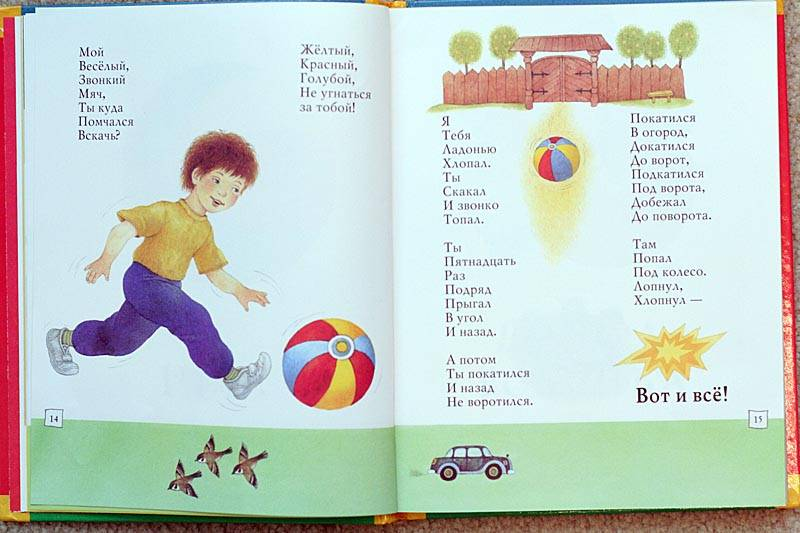 Мой
Весёлый,
Звонкий
Мяч,
Ты куда
Помчался
Вскачь?
Жёлтый,
Красный,
Голубой,
Не угнаться
за тобой!
14
Я
Тебя
Ладонью
Хлопал.
Ты
Скакал
И звонко
Топал.
Ты
Пятнадцать
Раз
Подряд
Прыгал
В угол
И назад.
А потом
Ты покатился
И назад
Не воротился.
Покатился
В огород,
Докатился
До ворот,
Подкатился
Под ворота,
Добежал
До поворота.
Там
Попал
Под колесо.
Лопнул,
Хлопнул —
Вот и всё!
15